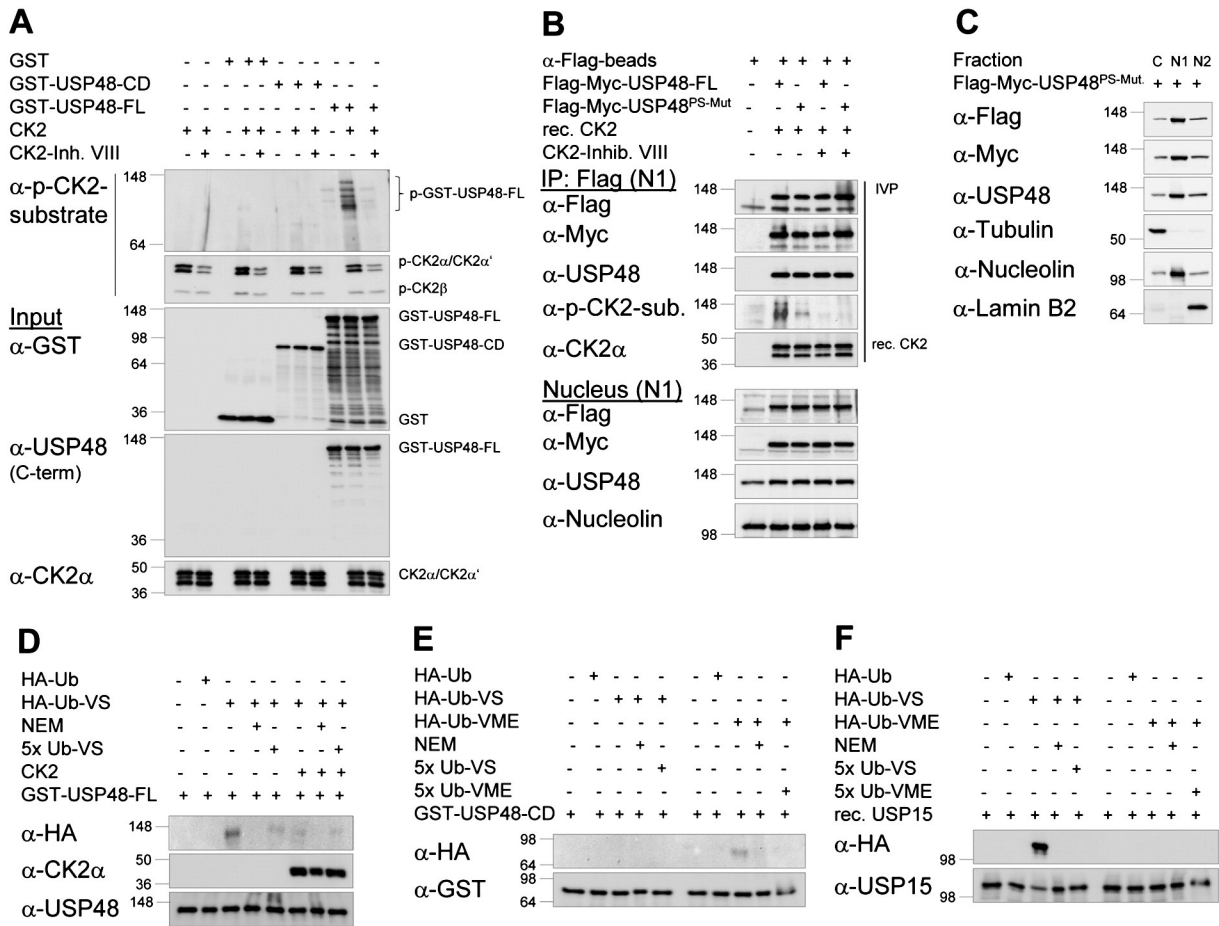 A
GST - - - + + + - - - - - -
GST-USP48-CD - - - - - - + + + - - -
GST-USP48-FL - - - - - - - - + + +
CK2 + + - + + - + + - + +
CK2-Inh. VIII - + - - + - - + - - +
α-p-CK2-substrate
148
64
p-GST-USP48-FL
p-CK2α/CK2α‘
p-CK2β
Input
α-GST
148
98
64
36
GST-USP48-FL
GST-USP48-CD
GST
α-USP48
(C-term)
148
36
GST-USP48-FL
α-CK2α
50
36
CK2α/CK2α‘
B
α-Flag-beads + + + + +
Flag-Myc-USP48-FL - + - + -
Flag-Myc-USP48PS-Mut - - + - +
rec. CK2 - + + + +
CK2-Inhib. VIII - - - + +
IP: Flag (N1)
IVP
α-Flag 148
α-Myc 148
α-USP48 148
α-p-CK2-sub. 148
α-CK2α 50
36
rec. CK2
Nucleus (N1)
α-Flag 148
α-Myc 148
α-USP48 148
α-Nucleolin 98
C
Fraction C N1 N2
Flag-Myc-USP48PS-Mut. + + +
α-Flag 148
α-Myc 148
α-USP48 148
α-Tubulin 50
α-Nucleolin 98
α-Lamin B2 64
D
HA-Ub - + - - - - - -
HA-Ub-VS - - + + + + + +
NEM - - - + - - + -
5x Ub-VS - - - - + - - +
CK2 - - - - - + + +
GST-USP48-FL + + + + + + + +
α-HA 148
α-CK2α 50
36
α-USP48 148
E
HA-Ub - + - - - - + - - -
HA-Ub-VS - - + + + - - - - -
HA-Ub-VME - - - - - - - + + +
NEM - - - + - - - - + -
5x Ub-VS - - - - + - - - - -
5x Ub-VME - - - - - - - - - +
GST-USP48-CD + + + + + + + + + +
α-HA 98
64
α-GST 98
64
F
HA-Ub - + - - - - + - - -
HA-Ub-VS - - + + + - - - - -
HA-Ub-VME - - - - - - - + + +
NEM - - - + - - - - + -
5x Ub-VS - - - - + - - - - -
5x Ub-VME - - - - - - - - - +
rec. USP15 + + + + + + + + + +
α-HA 98
α-USP15 98